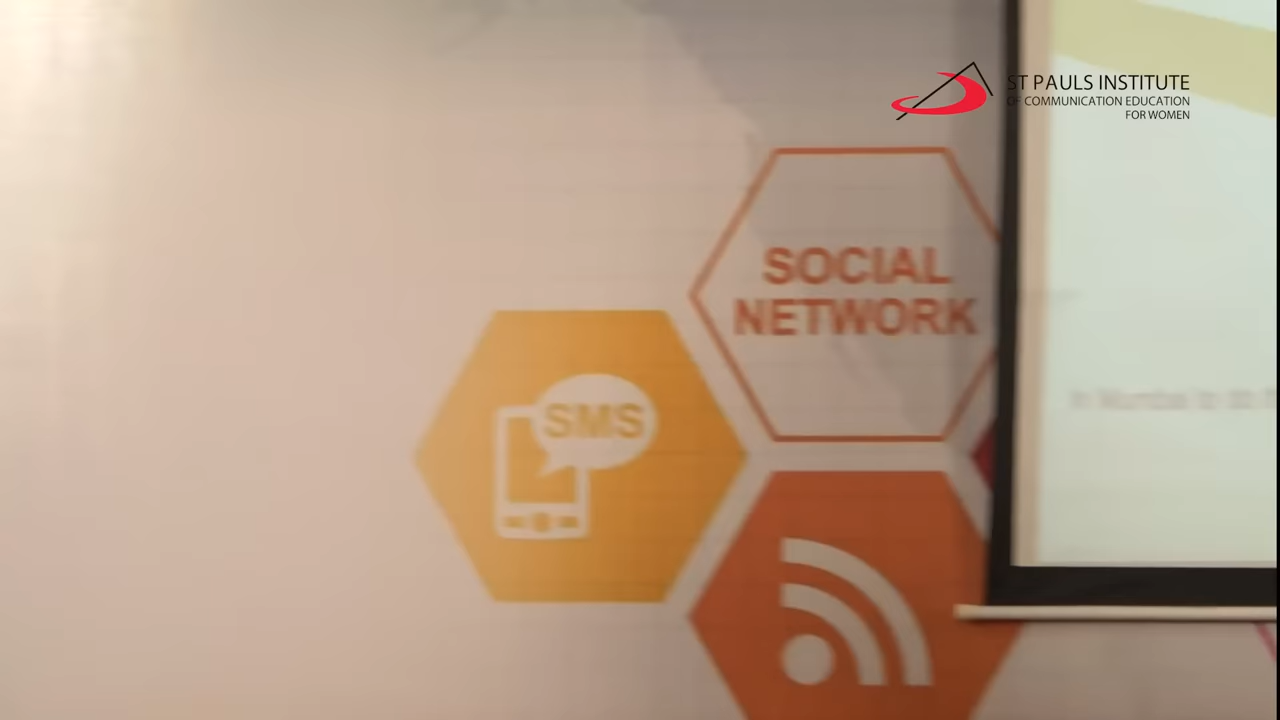 ST PAULS INSTITUTE
OF COMMUNICATION EDUCATION
FOR WOMEN
SOCIAL
NETWORK
SMS